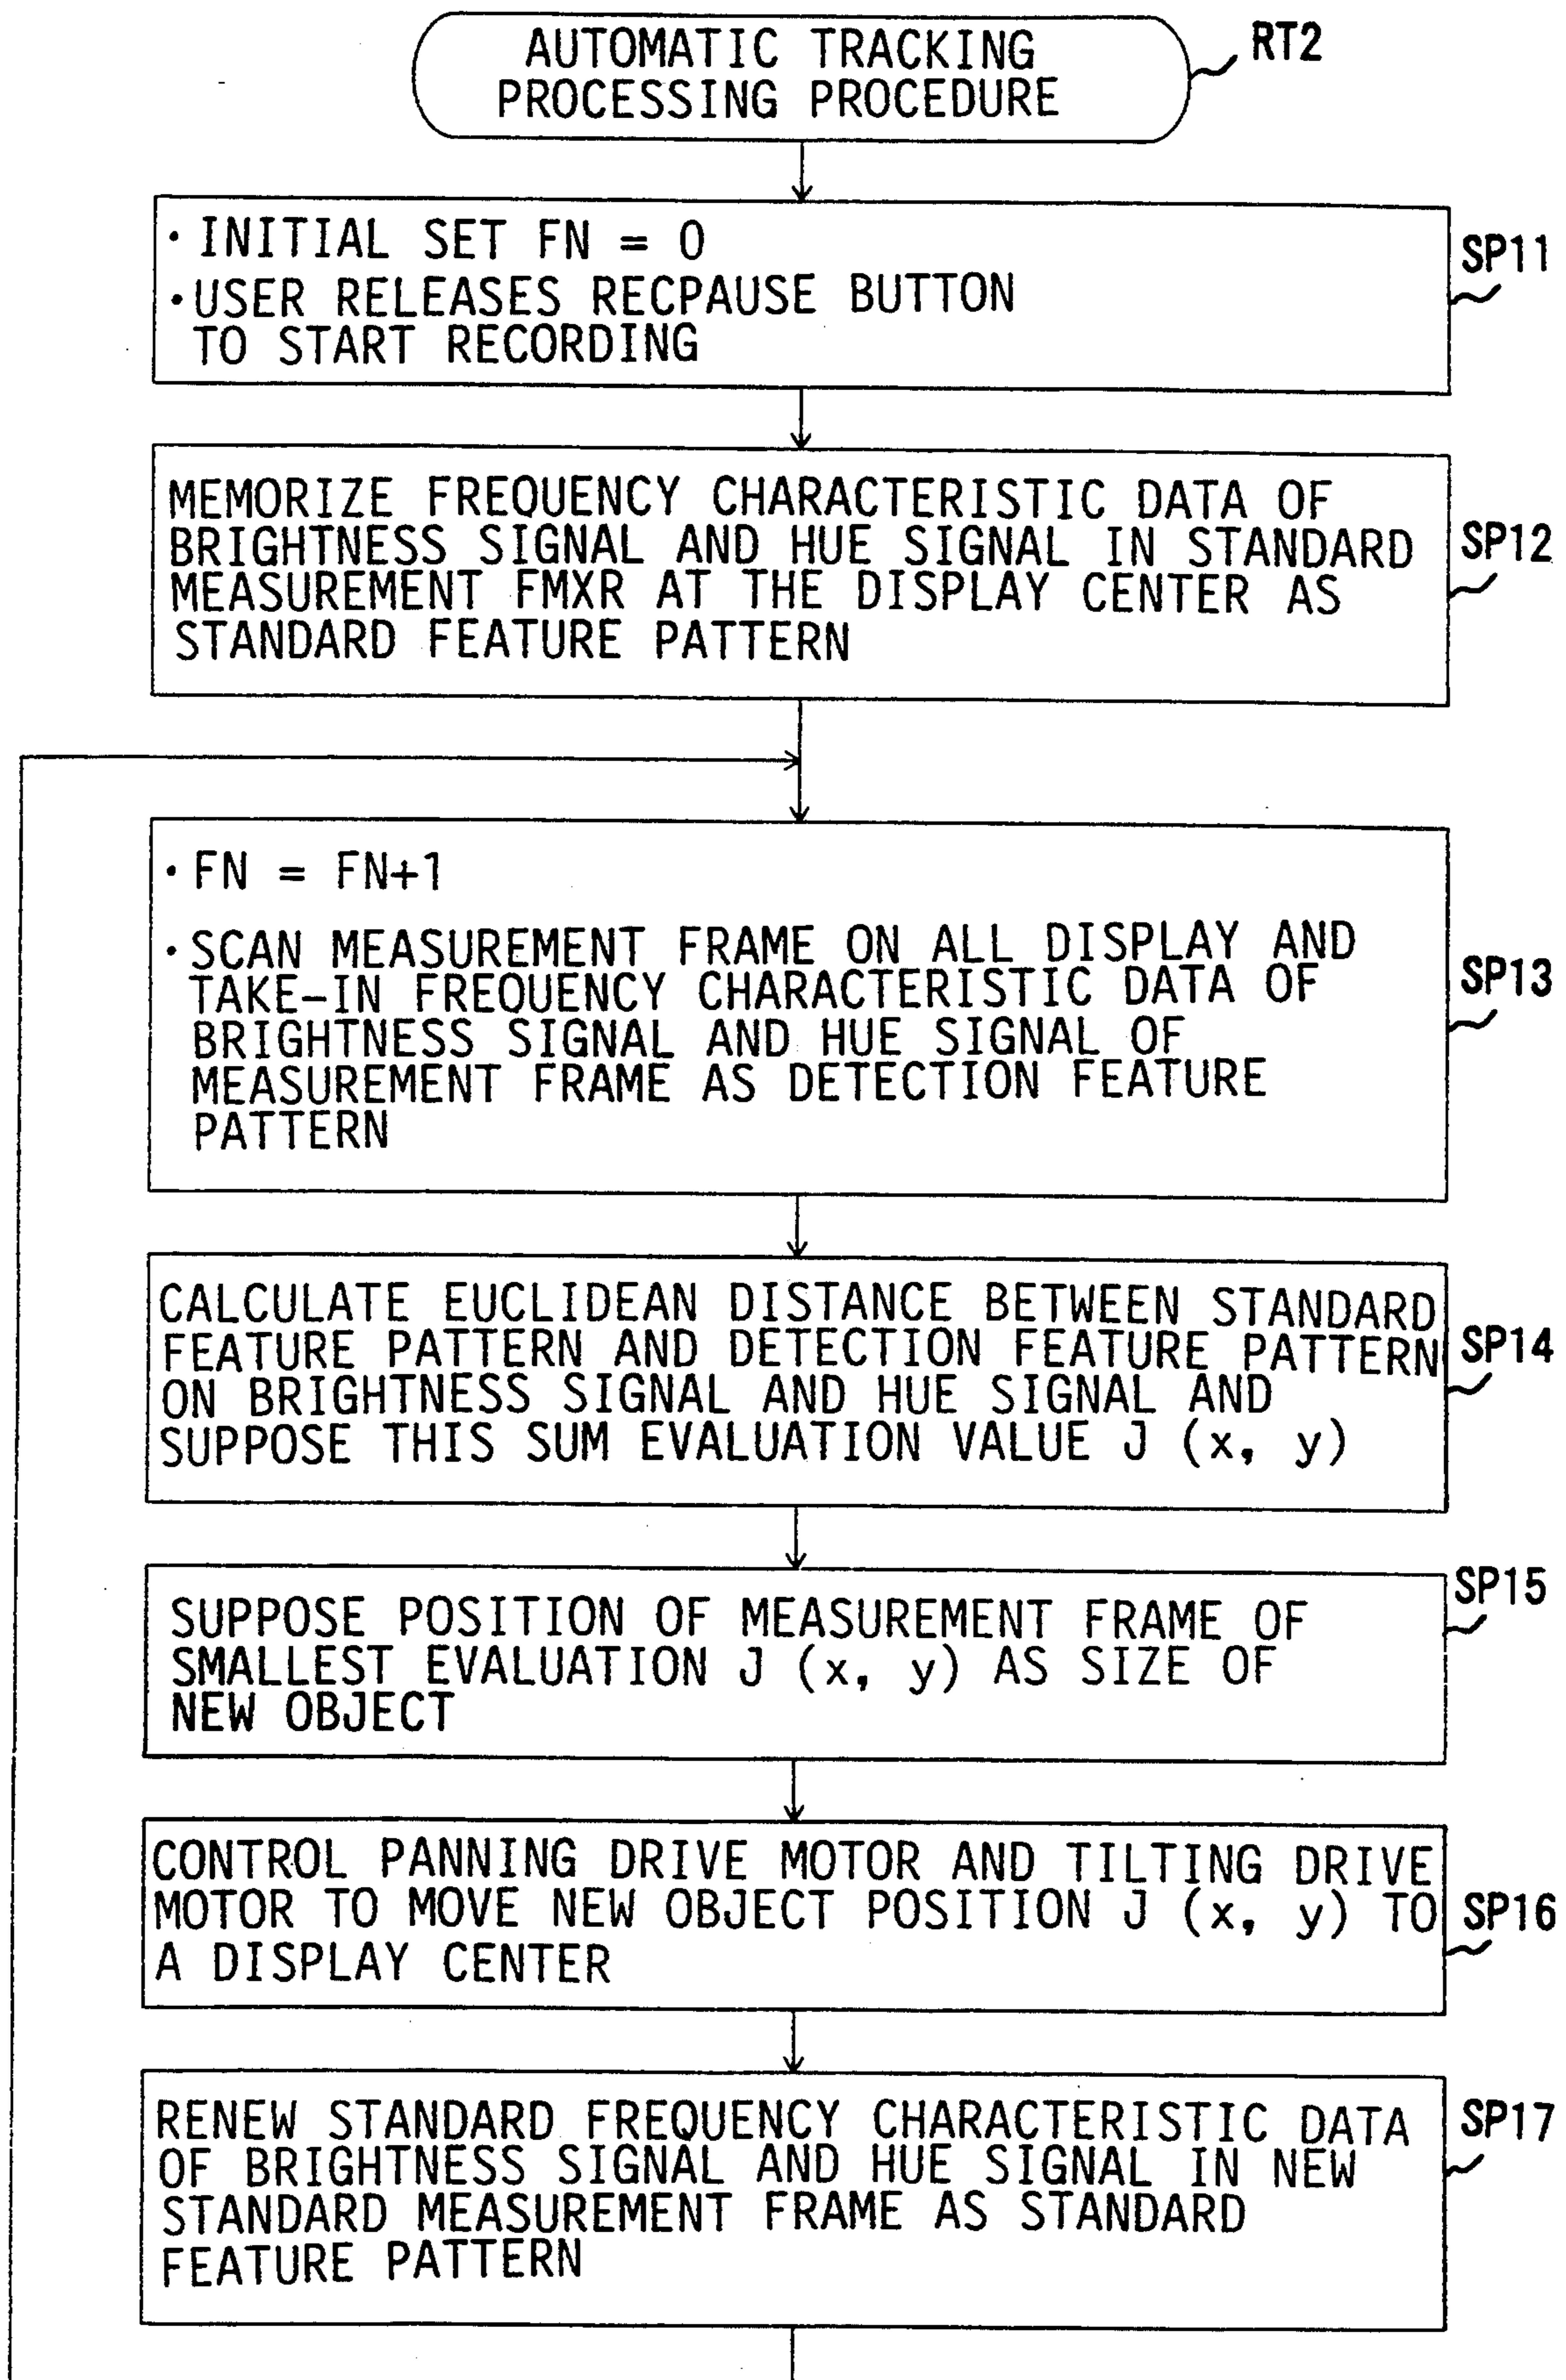 AUTOMATIC TRACKING
PROCESSING PROCEDURE
RT2
· INITIAL SET FN = 0
· USER RELEASES RECPAUSE BUTTON
TO START RECORDING
SP11
MEMORIZE FREQUENCY CHARACTERISTIC DATA OF
BRIGHTNESS SIGNAL AND HUE SIGNAL IN STANDARD
MEASUREMENT FMXR AT THE DISPLAY CENTER AS
STANDARD FEATURE PATTERN
SP12
· FN = FN+1
· SCAN MEASUREMENT FRAME ON ALL DISPLAY AND
TAKE-IN FREQUENCY CHARACTERISTIC DATA OF
BRIGHTNESS SIGNAL AND HUE SIGNAL OF
MEASUREMENT FRAME AS DETECTION FEATURE
PATTERN
SP13
CALCULATE EUCLIDEAN DISTANCE BETWEEN STANDARD
FEATURE PATTERN AND DETECTION FEATURE PATTERN
ON BRIGHTNESS SIGNAL AND HUE SIGNAL AND
SUPPOSE THIS SUM EVALUATION VALUE J (x, y)
SP14
SUPPOSE POSITION OF MEASUREMENT FRAME OF
SMALLEST EVALUATION J (x, y) AS SIZE OF
NEW OBJECT
SP15
CONTROL PANNING DRIVE MOTOR AND TILTING DRIVE
MOTOR TO MOVE NEW OBJECT POSITION J (x, y) TO
A DISPLAY CENTER
SP16
RENEW STANDARD FREQUENCY CHARACTERISTIC DATA
OF BRIGHTNESS SIGNAL AND HUE SIGNAL IN NEW
STANDARD MEASUREMENT FRAME AS STANDARD
FEATURE PATTERN
SP17